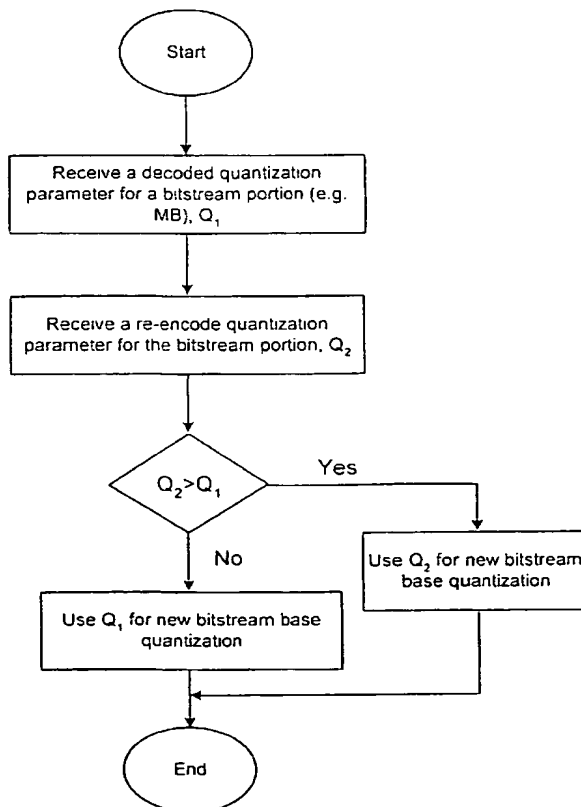 Start
Receive a decoded quantization
parameter for a bitstream portion (e.g.
MB), Q₁
Receive a re-encode quantization
parameter for the bitstream portion, Q₂
Q₂>Q₁
Yes
No
Use Q₂ for new bitstream
base quantization
Use Q₁ for new bitstream base
quantization
End